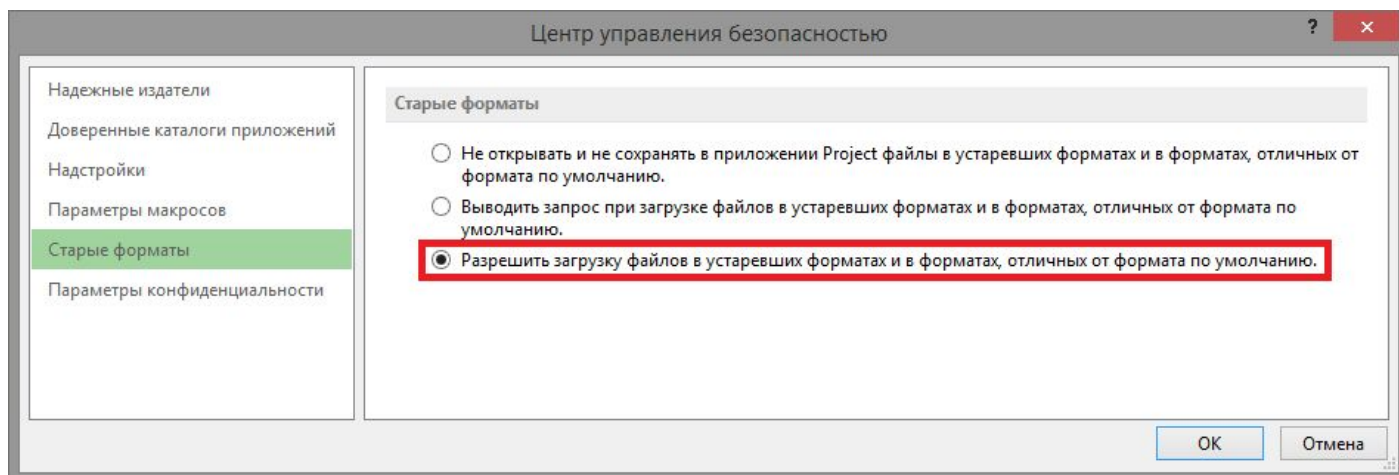 Центр управления безопасностью
?
Надежные издатели
Доверенные каталоги приложений
Надстройки
Параметры макросов
Старые форматы
Параметры конфиденциальности
Старые форматы
Не открывать и не сохранять в приложении Project файлы в устаревших форматах и в форматах, отличных от
формата по умолчанию.
Выводить запрос при загрузке файлов в устаревших форматах и в форматах, отличных от формата по
умолчанию.
Разрешить загрузку файлов в устаревших форматах и в форматах, отличных от формата по умолчанию.
ОК
Отмена